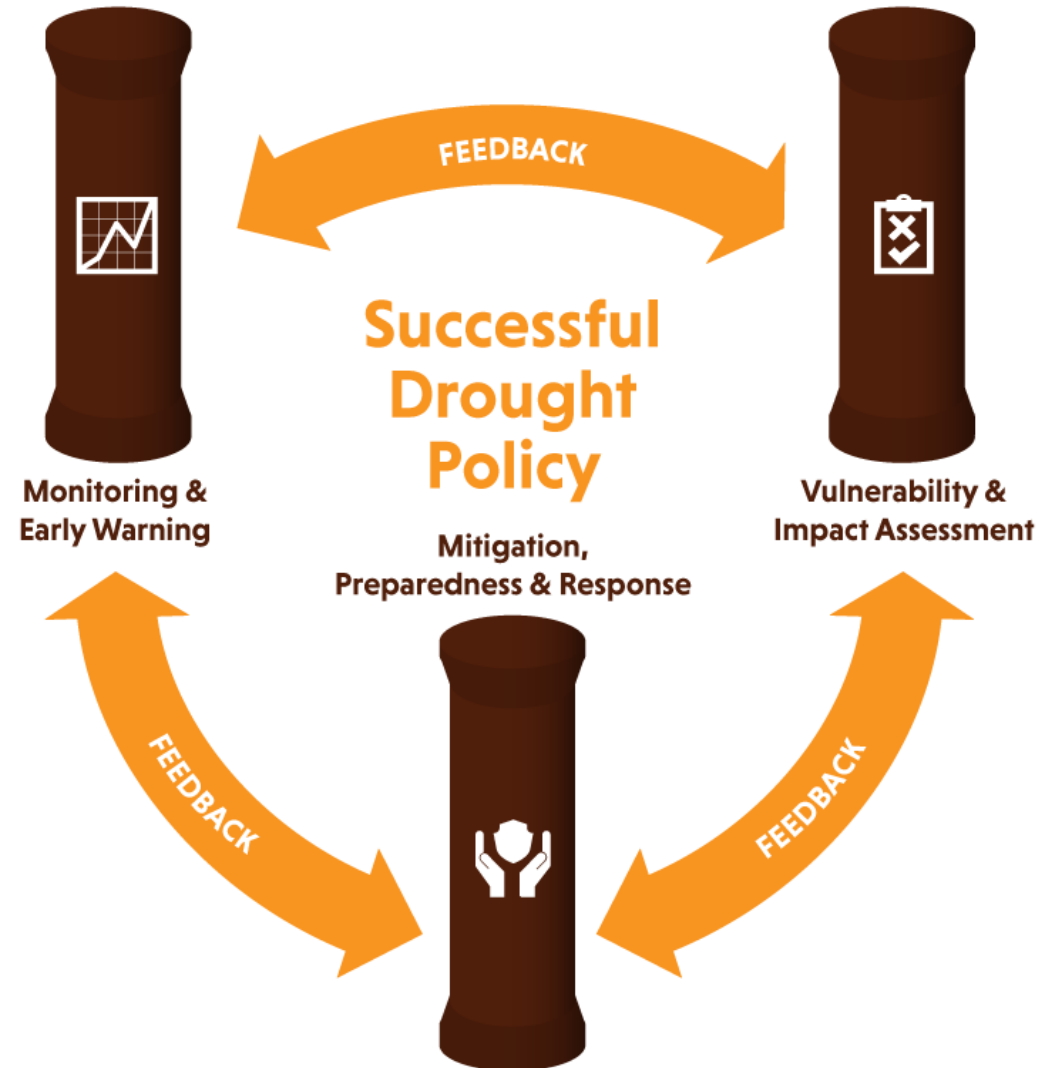 FEEDBACK
Successful
Drought
Policy
Monitoring &
Early Warning
Vulnerability &
Impact Assessment
Mitigation,
Preparedness & Response
FEEDBACK
FEEDBACK